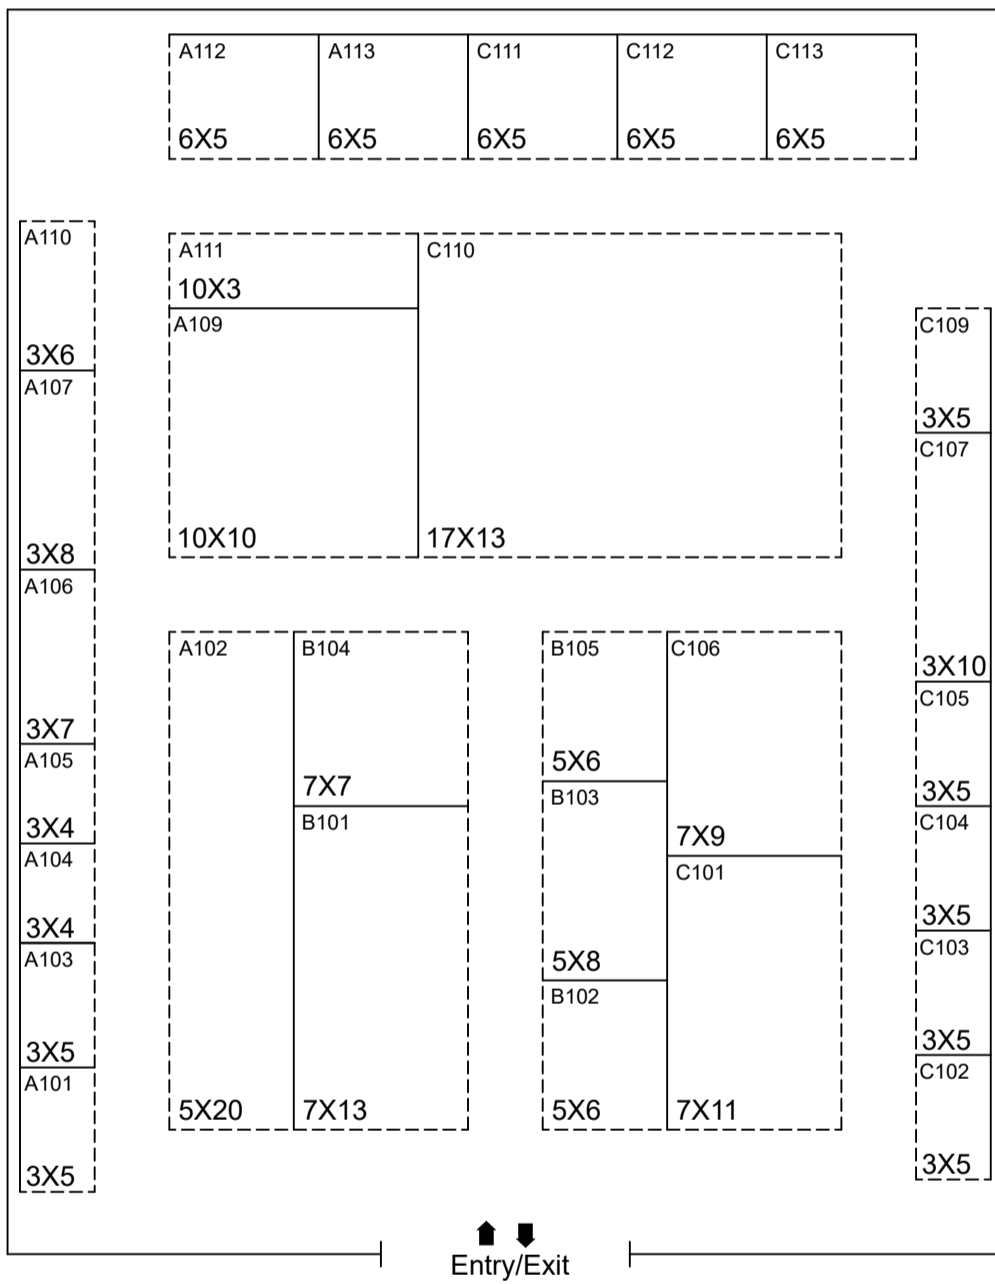 A112
6X5
A113
6X5
C111
6X5
C112
6X5
C113
6X5
A110
3X6
A107
3X8
A106
3X7
A105
3X4
A104
3X4
A103
3X5
A101
3X5
A111
10X3
A109
10X10
C110
17X13
C109
3X5
C107
3X10
C105
3X5
C104
3X5
C103
3X5
C102
3X5
A102
5X20
B104
7X7
B101
7X13
B105
5X6
B103
5X8
B102
5X6
C106
7X9
C101
7X11
Entry/Exit